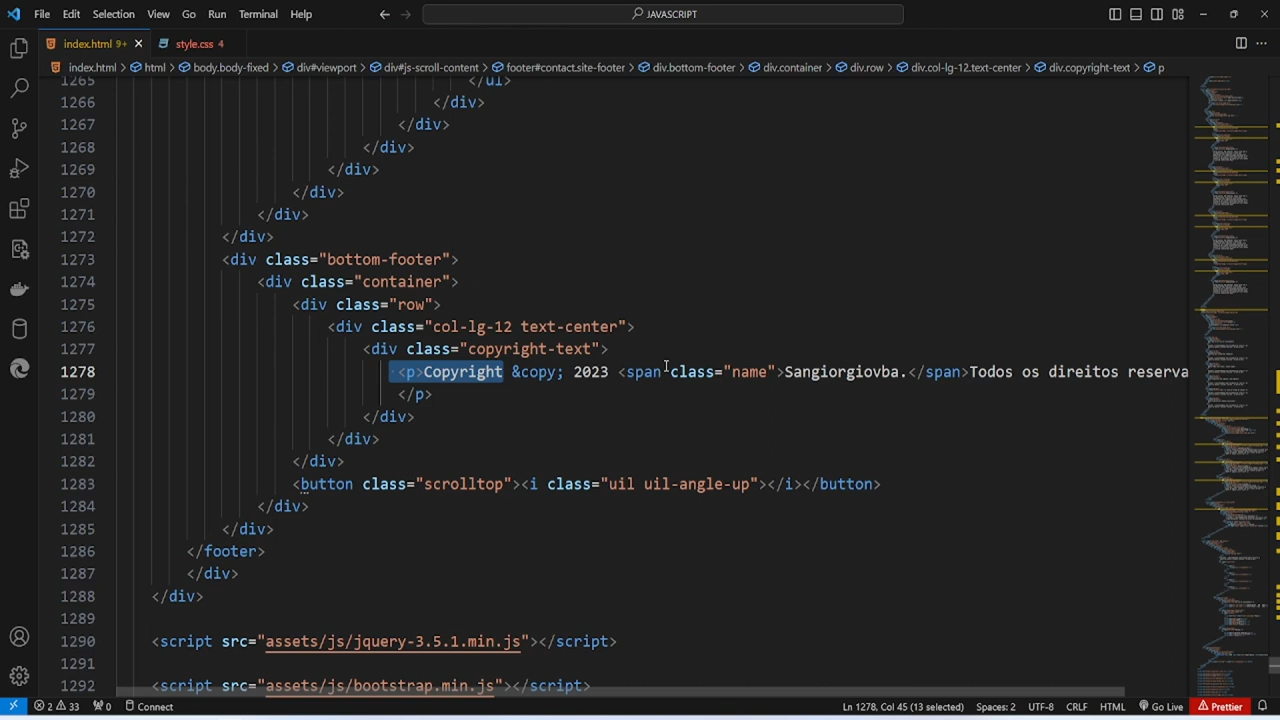 File Edit Selection View Go Run Terminal Help JAVASCRIPT
index.html 9+ style.css 4
index.html html body.body-fixed div#viewport div#js-scroll-content footer#contact.site-footer div.bottom-footer div.container div.row div.col-lg-12.text-center div.copyright-text p
1265 </ul>
1266 </div>
1267 </div>
1268 </div>
1269 </div>
1270 </div>
1271 </div>
1272 </div>
1273 <div class="bottom-footer">
1274 <div class="container">
1275 <div class="row">
1276 <div class="col-lg-12 text-center">
1277 <div class="copyright-text">
1278 <p>Copyright &copy; 2023 <span class="name">sangiorgiovba.</span>Todos os direitos reserva
1279 </p>
1280 </div>
1281 </div>
1282 </div>
1283 <button class="scrolltop"><i class="uil uil-angle-up"></i></button>
1284 </div>
1285 </div>
1286 </footer>
1287 </div>
1288 </div>
1289
1290 <script src="assets/js/jquery-3.5.1.min.js"></script>
1291
1292
2 33 0 Connect Ln 1278, Col 45 (13 selected) Spaces: 2 UTF-8 CRLF HTML Go Live Prettier